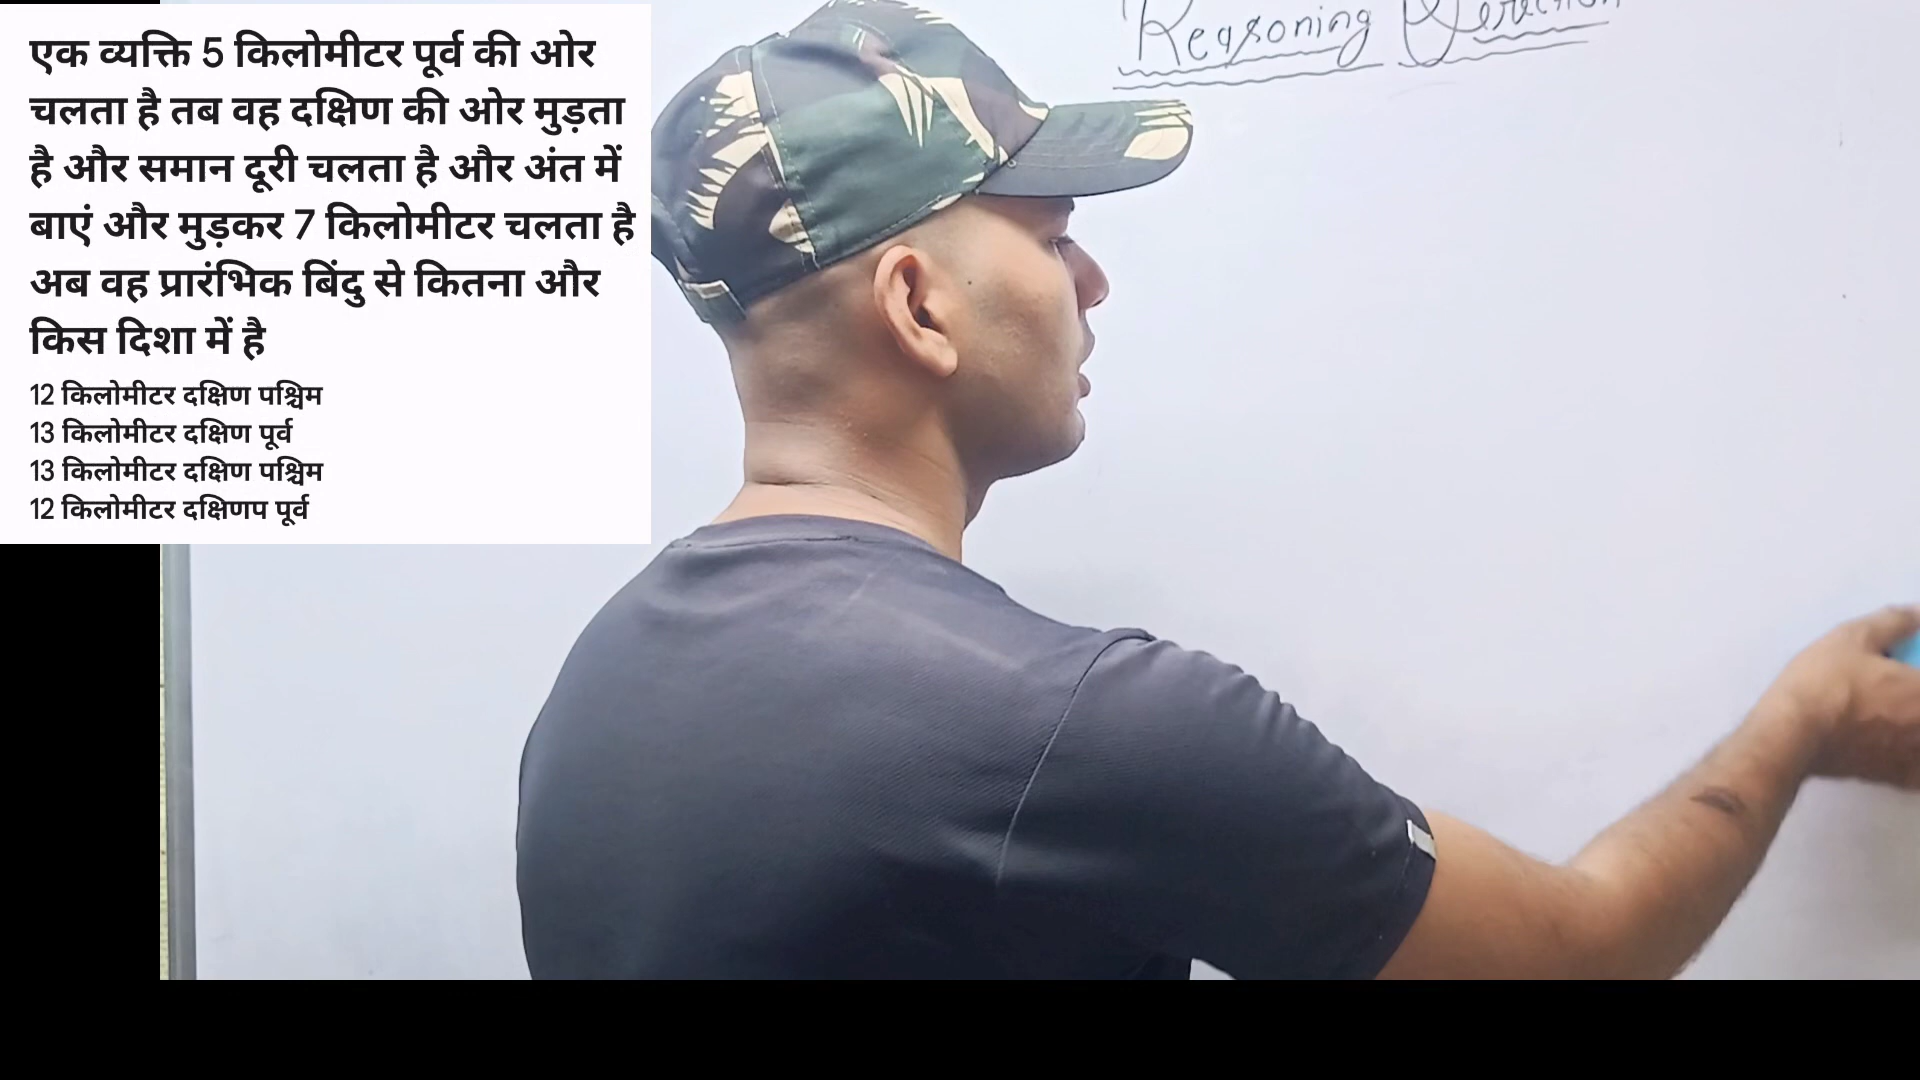 एक व्यक्ति 5 किलोमीटर पूर्व की ओर
चलता है तब वह दक्षिण की ओर मुड़ता
है और समान दूरी चलता है और अंत में
बाएं और मुड़कर 7 किलोमीटर चलता है
अब वह प्रारंभिक बिंदु से कितना और
किस दिशा में है
12 किलोमीटर दक्षिण पश्चिम
13 किलोमीटर दक्षिण पूर्व
13 किलोमीटर दक्षिण पश्चिम
12 किलोमीटर दक्षिणप पूर्व
Reasoning